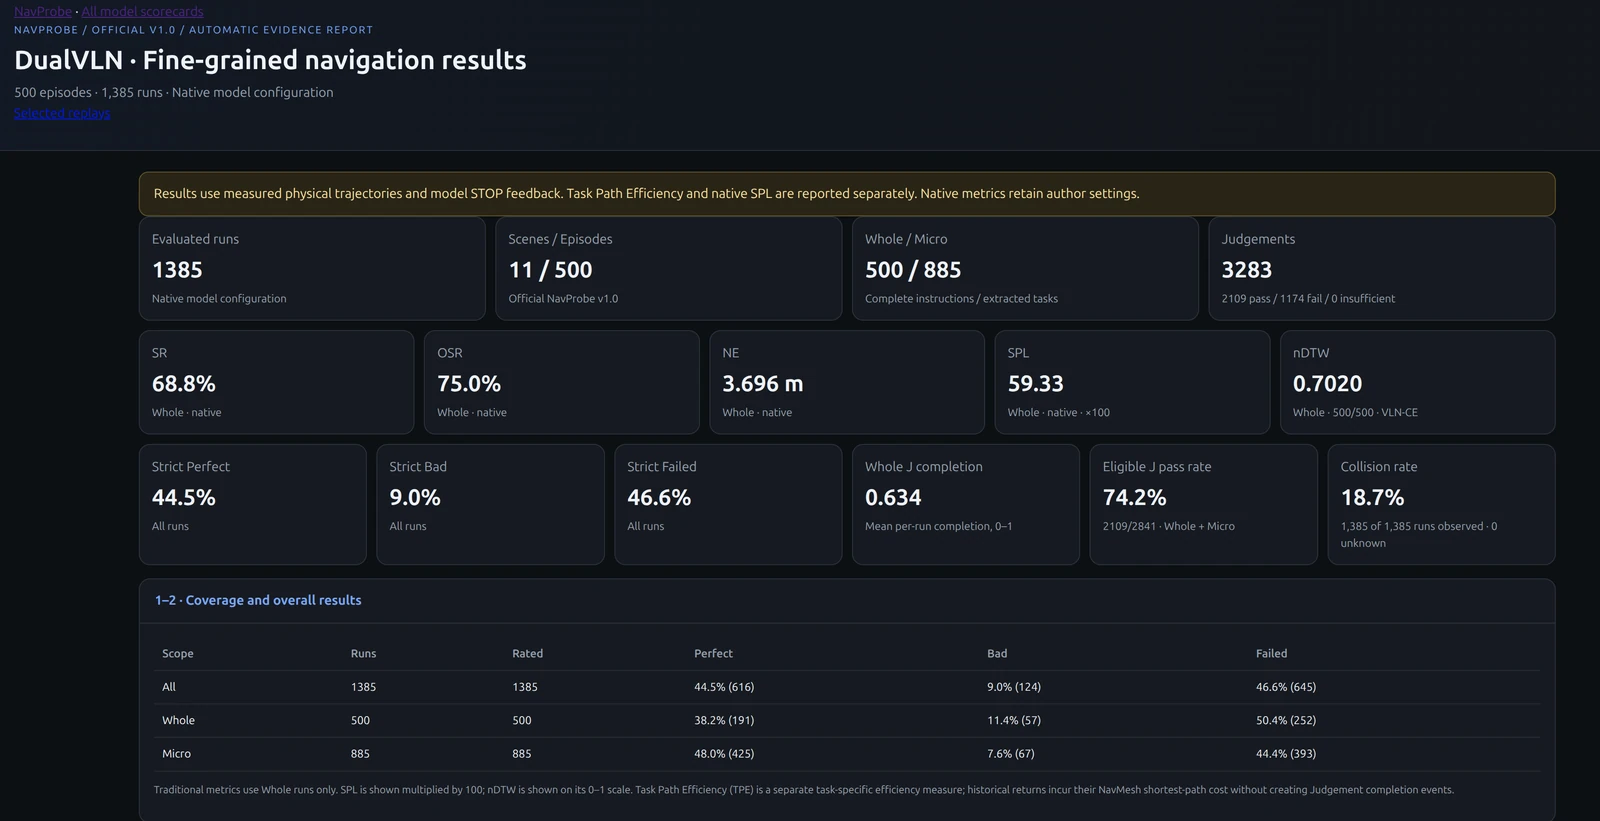 NavProbe · All model scorecards
NAVPROBE / OFFICIAL V1.0 / AUTOMATIC EVIDENCE REPORT
DualVLN · Fine-grained navigation results
500 episodes · 1,385 runs · Native model configuration
Selected replays
Results use measured physical trajectories and model STOP feedback. Task Path Efficiency and native SPL are reported separately. Native metrics retain author settings.
Evaluated runs
1385
Native model configuration
Scenes / Episodes
11 / 500
Official NavProbe v1.0
Whole / Micro
500 / 885
Complete instructions / extracted tasks
Judgements
3283
2109 pass / 1174 fail / 0 insufficient
SR
68.8%
Whole · native
OSR
75.0%
Whole · native
NE
3.696 m
Whole · native
SPL
59.33
Whole · native · ×100
nDTW
0.7020
Whole · 500/500 · VLN-CE
Strict Perfect
44.5%
All runs
Strict Bad
9.0%
All runs
Strict Failed
46.6%
All runs
Whole J completion
0.634
Mean per-run completion, 0–1
Eligible J pass rate
74.2%
2109/2841 · Whole + Micro
Collision rate
18.7%
1,385 of 1,385 runs observed · 0
unknown
1–2 · Coverage and overall results
Scope Runs Rated Perfect Bad Failed
All 1385 1385 44.5% (616) 9.0% (124) 46.6% (645)
Whole 500 500 38.2% (191) 11.4% (57) 50.4% (252)
Micro 885 885 48.0% (425) 7.6% (67) 44.4% (393)
Traditional metrics use Whole runs only. SPL is shown multiplied by 100; nDTW is shown on its 0–1 scale. Task Path Efficiency (TPE) is a separate task-specific efficiency measure; historical returns incur their NavMesh shortest-path cost without creating Judgement completion events.